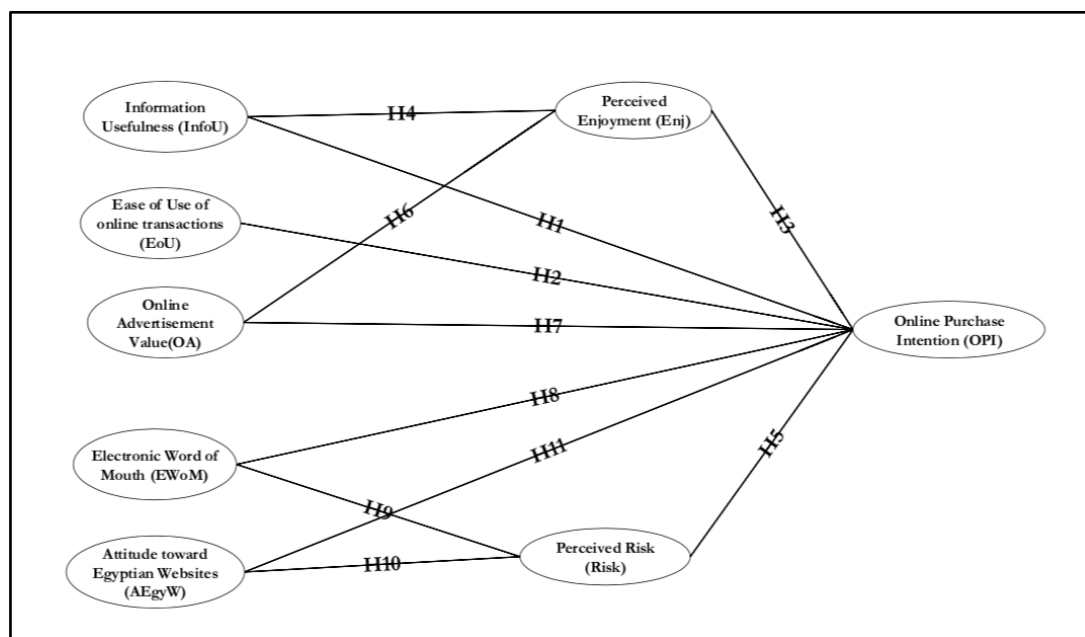 Information
Usefulness (InfoU)
H4
Perceived
Enjoyment (Enj)
Ease of Use of
online transactions
(EoU)
H6
H1
H3
H2
Online
Advertisement
Value(OA)
H7
Online Purchase
Intention (OPI)
H8
Electronic Word of
Mouth (EWoM)
H11
H5
H9
Attitude toward
Egyptian Websites
(AEgyW)
H10
Perceived Risk
(Risk)